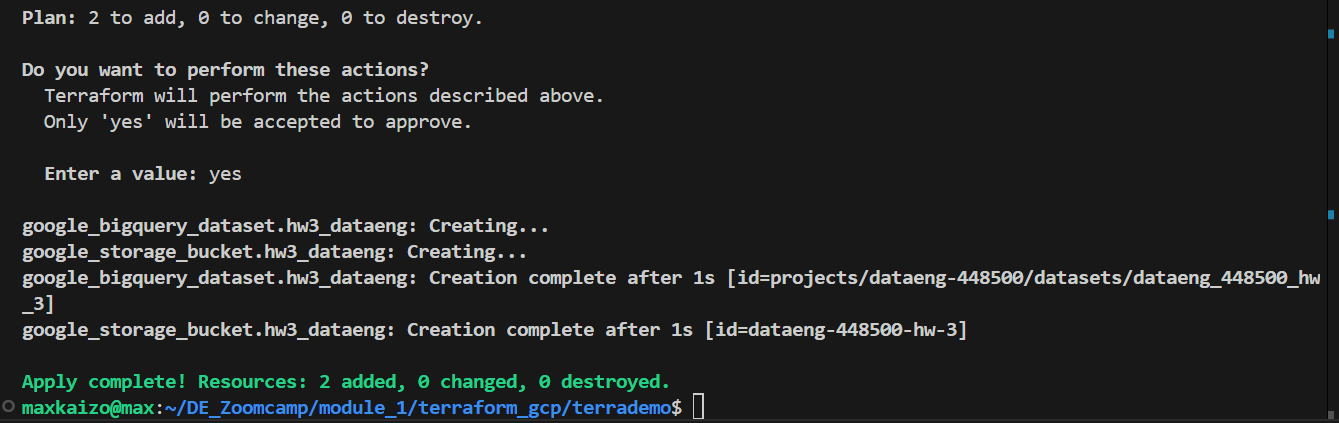 Plan: 2 to add, 0 to change, 0 to destroy.
Do you want to perform these actions?
Terraform will perform the actions described above.
Only 'yes' will be accepted to approve.
Enter a value: yes
google_bigquery_dataset.hw3_dataeng: Creating...
google_storage_bucket.hw3_dataeng: Creating...
google_bigquery_dataset.hw3_dataeng: Creation complete after 1s [id=projects/dataeng-448500/datasets/dataeng_448500_hw
_3]
google_storage_bucket.hw3_dataeng: Creation complete after 1s [id=dataeng-448500-hw-3]
Apply complete! Resources: 2 added, 0 changed, 0 destroyed.
maxkaizo@max:~/DE_Zoomcamp/module_1/terraform_gcp/terrademo$